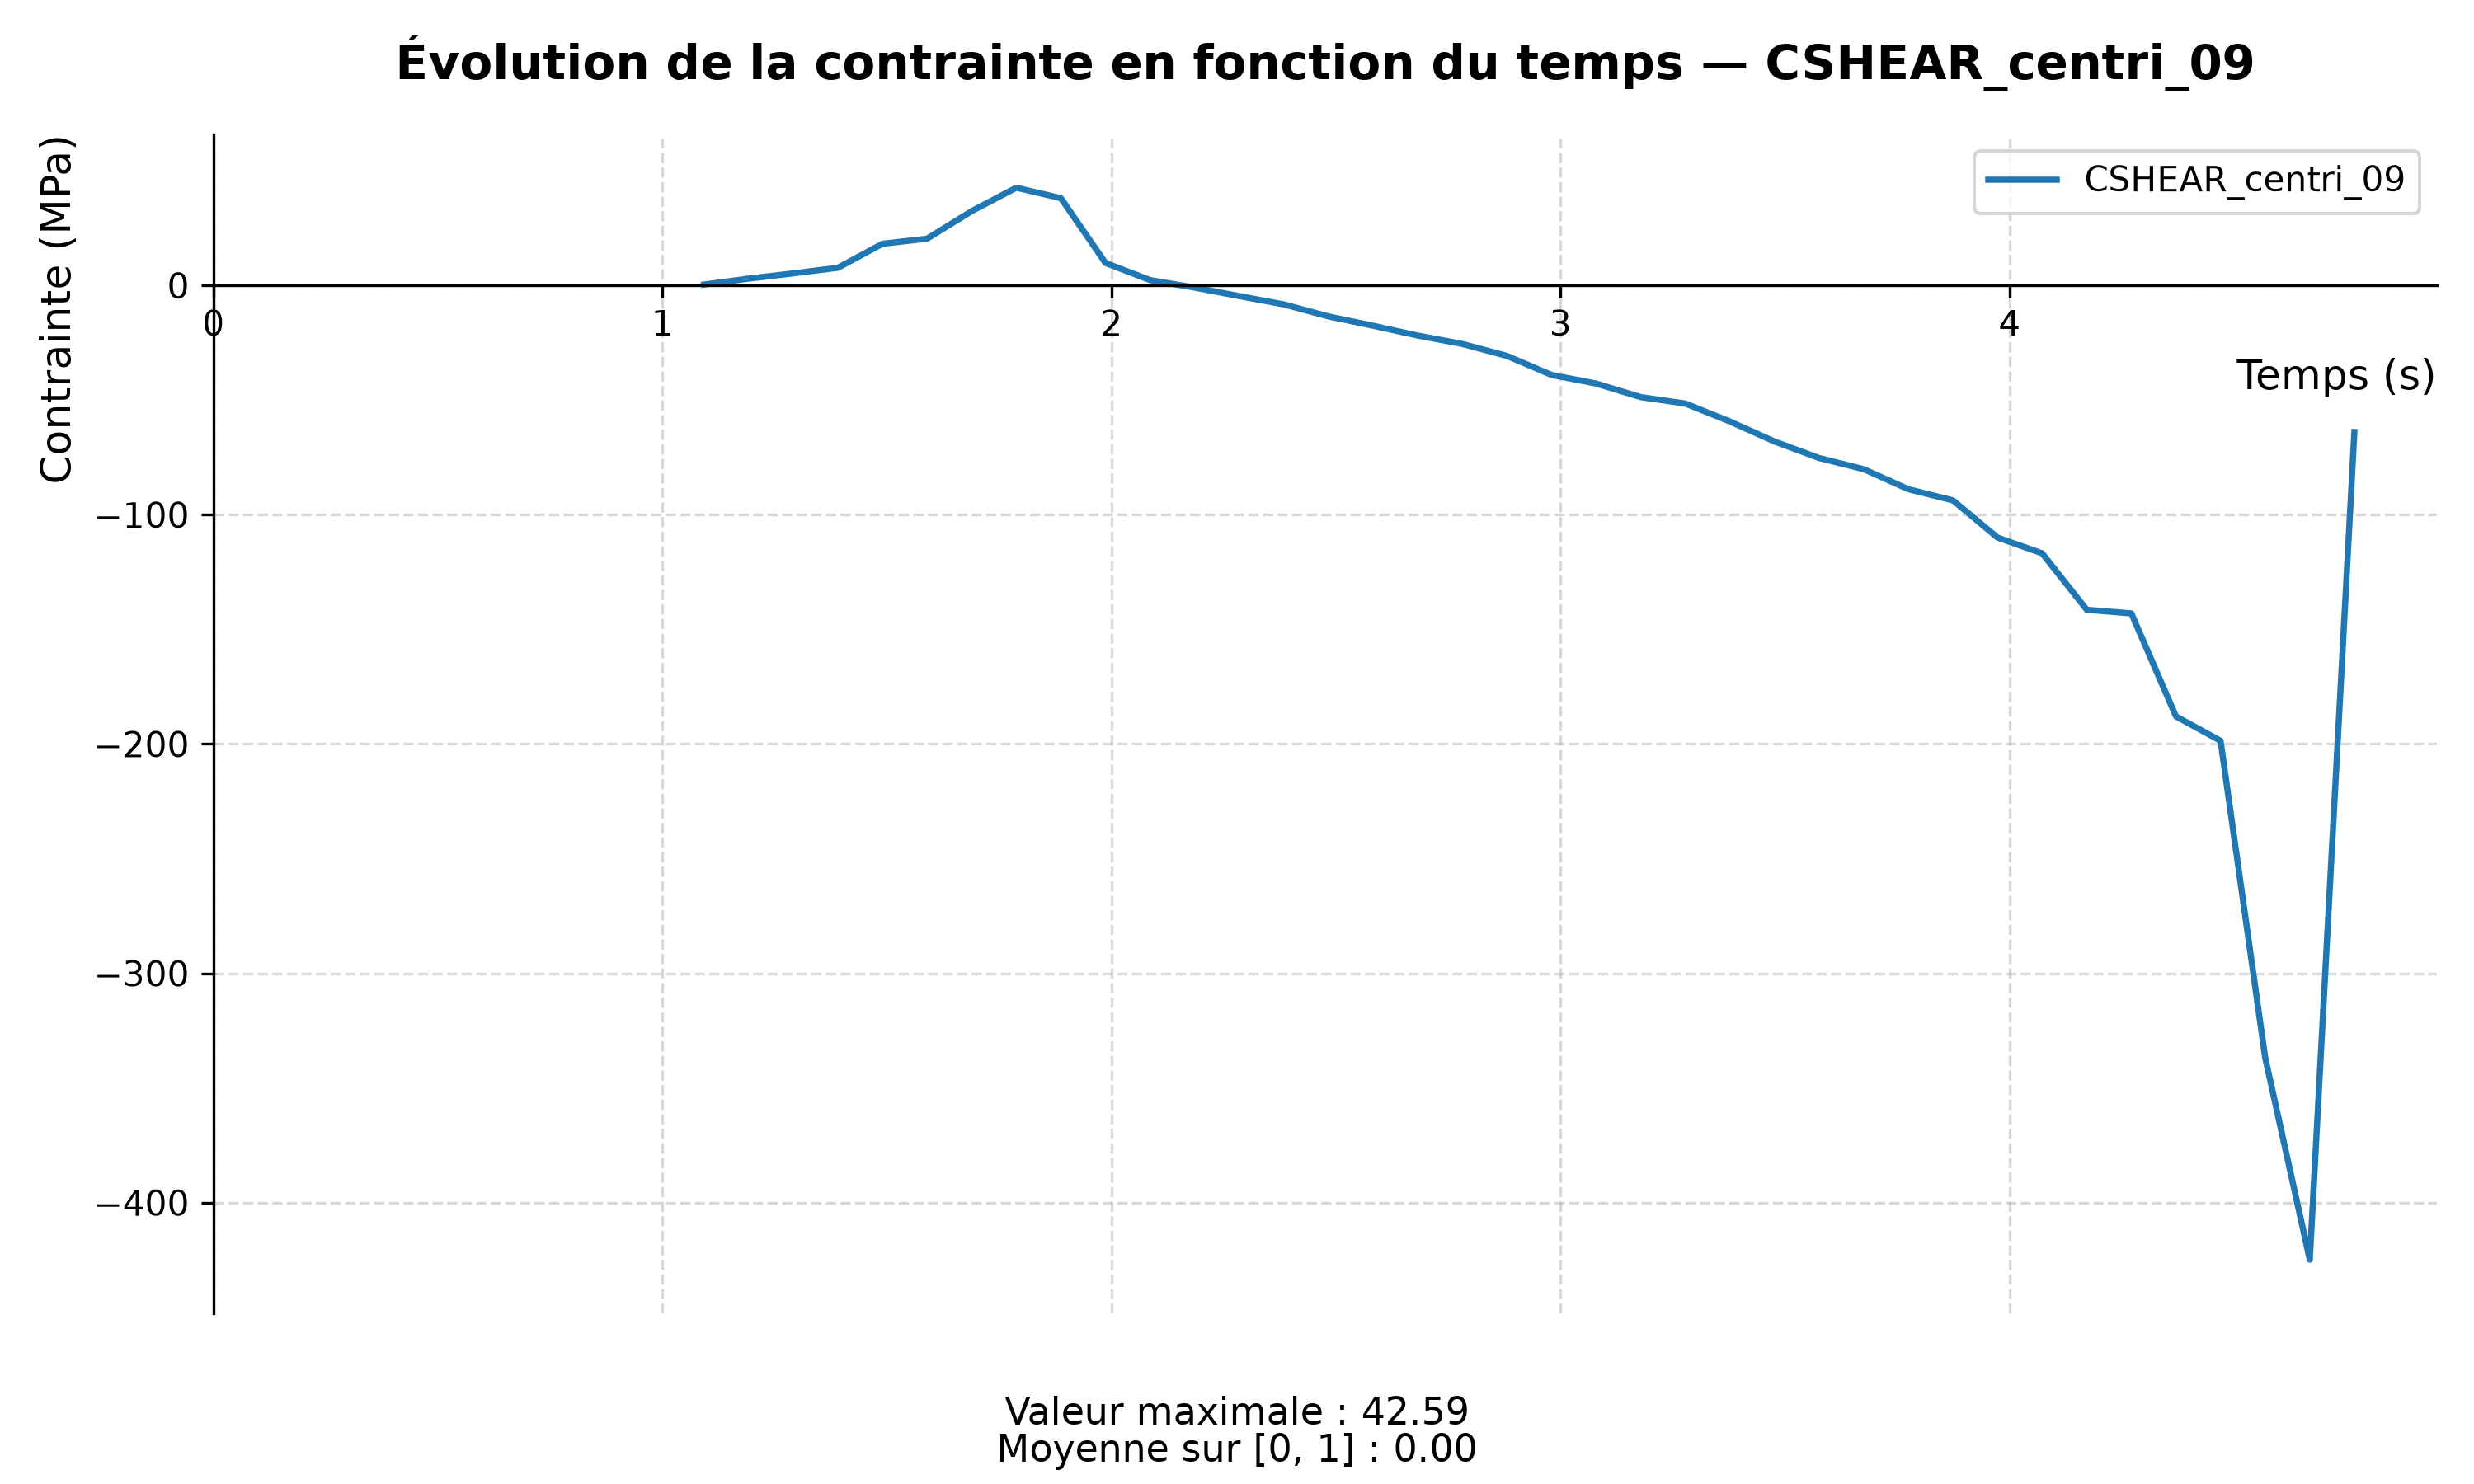 Évolution de la contrainte en fonction du temps — CSHEAR_centri_09
Contrainte (MPa)
CSHEAR_centri_09
0
0 1 2 3 4
Temps (s)
−100
−200
−300
−400
Valeur maximale : 42.59
Moyenne sur [0, 1] : 0.00